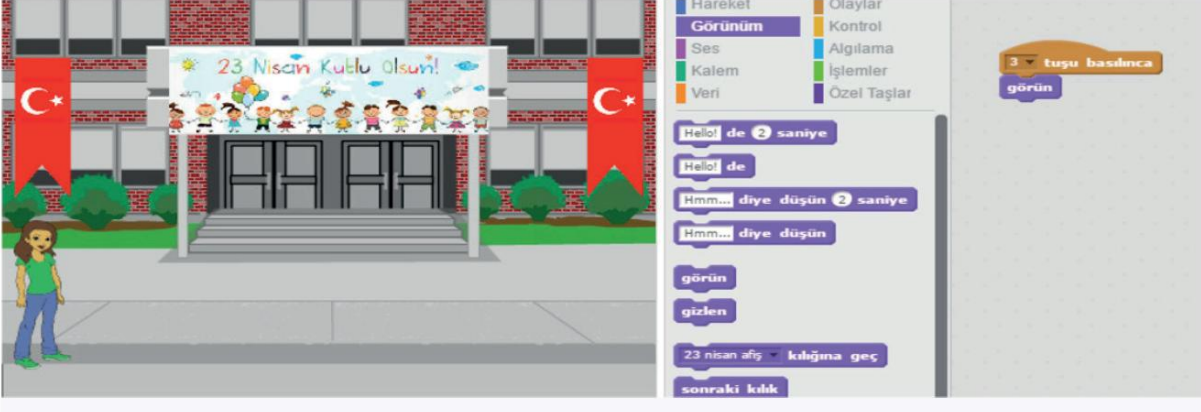 23 Nisan Kutlu Olsun!
Hareket
Olaylar
Görünüm
Kontrol
Ses
Algılama
Kalem
İşlemler
Veri
Özel Taşlar
Hello! de 2 saniye
Hello! de
Hmm... diye düşün 2 saniye
Hmm... diye düşün
görün
gizlen
23 nisan afiş kılığına geç
sonraki kılık
3 tuşu basılınca
görün